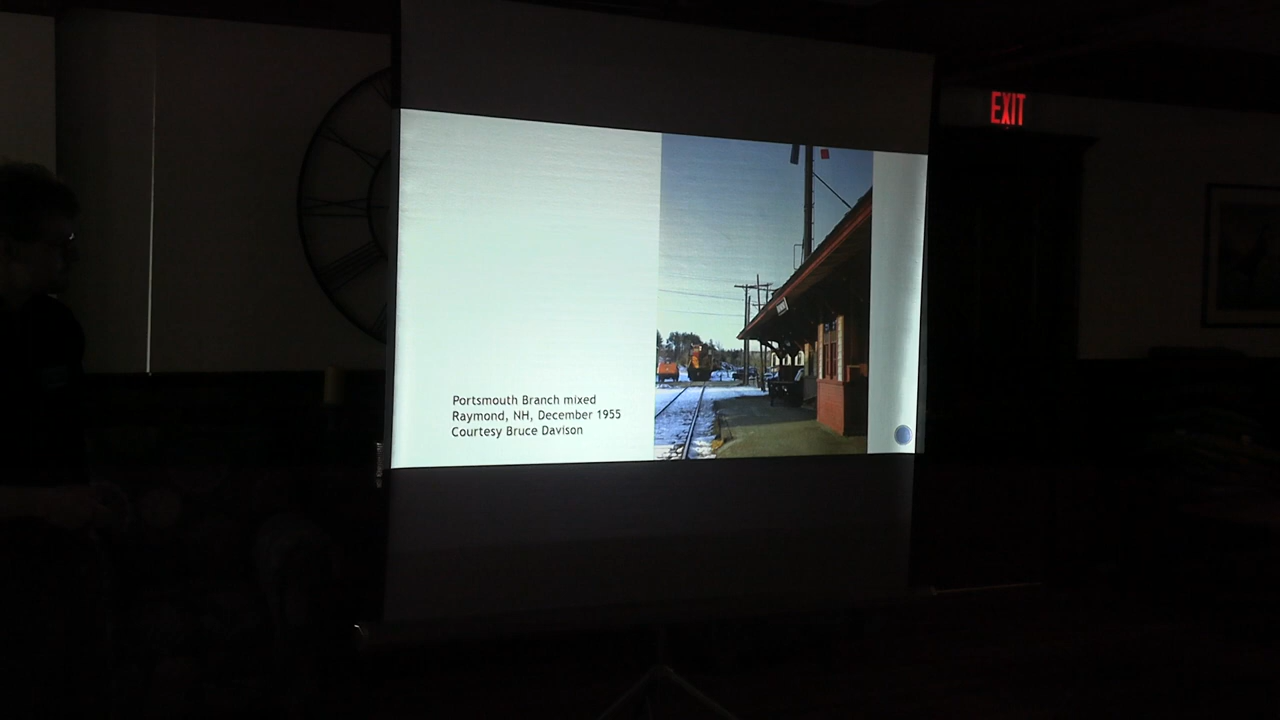 EXIT
Portsmouth Branch mixed
Raymond, NH, December 1955
Courtesy Bruce Davison